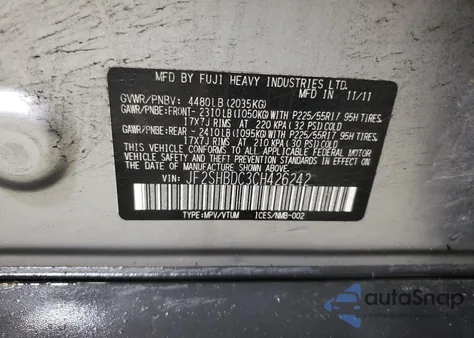 MFD BY FUJI HEAVY INDUSTRIES LTD.
GVWR/PNBV: 4480LB (2035KG) IN 11/11
GAWR/PNBE:FRONT- 2310LB(1050KG)WITH P225/55R17 95H TIRES.
17X7J RIMS AT 220 KPA ( 32 PSI)COLD
GAWR/PNBE:REAR - 2410LB(1095KG)WITH P225/55R17 95H TIRES.
17X7J RIMS AT 210 KPA ( 30 PSI)COLD
THIS VEHICLE CONFORMS TO ALL APPLICABLE FEDERAL MOTOR
VEHICLE SAFETY, BUMPER AND THEFT PREVENTION STANDARDS
IN EFFECT ON THE DATE OF MANUFACTURE SHOWN ABOVE.
VIN: JF2SHBDC3CH426242
TYPE:MPV/VTUM ICES/NMB-002
autoSnap